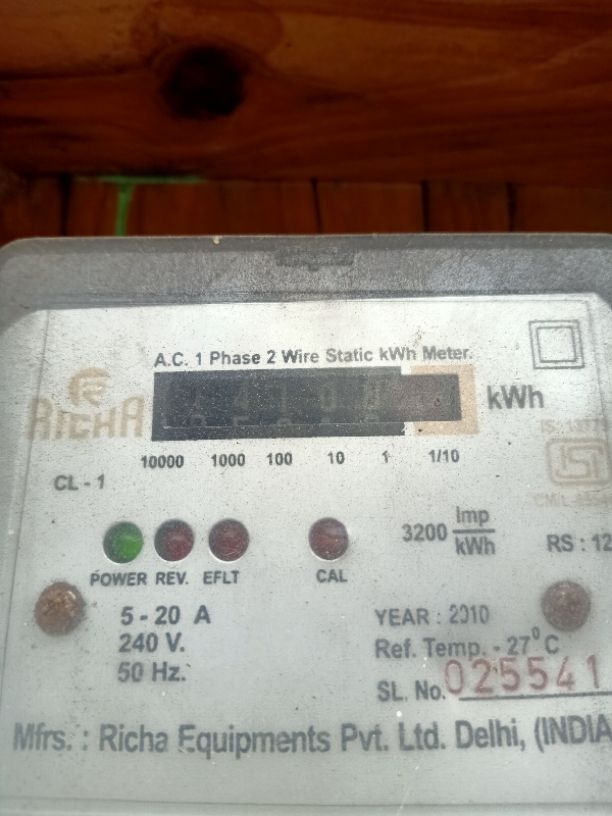 A.C. 1 Phase 2 Wire Static kWh Meter.
RICHA
kWh
10000 1000 100 10 1 1/10
CL - 1
ISI
3200 Imp/kWh
RS : 12
POWER REV. EFLT CAL
5 - 20 A
240 V.
50 Hz.
YEAR : 2010
Ref. Temp. - 27°C
SL. No. 025541
Mfrs. : Richa Equipments Pvt. Ltd. Delhi, (INDIA